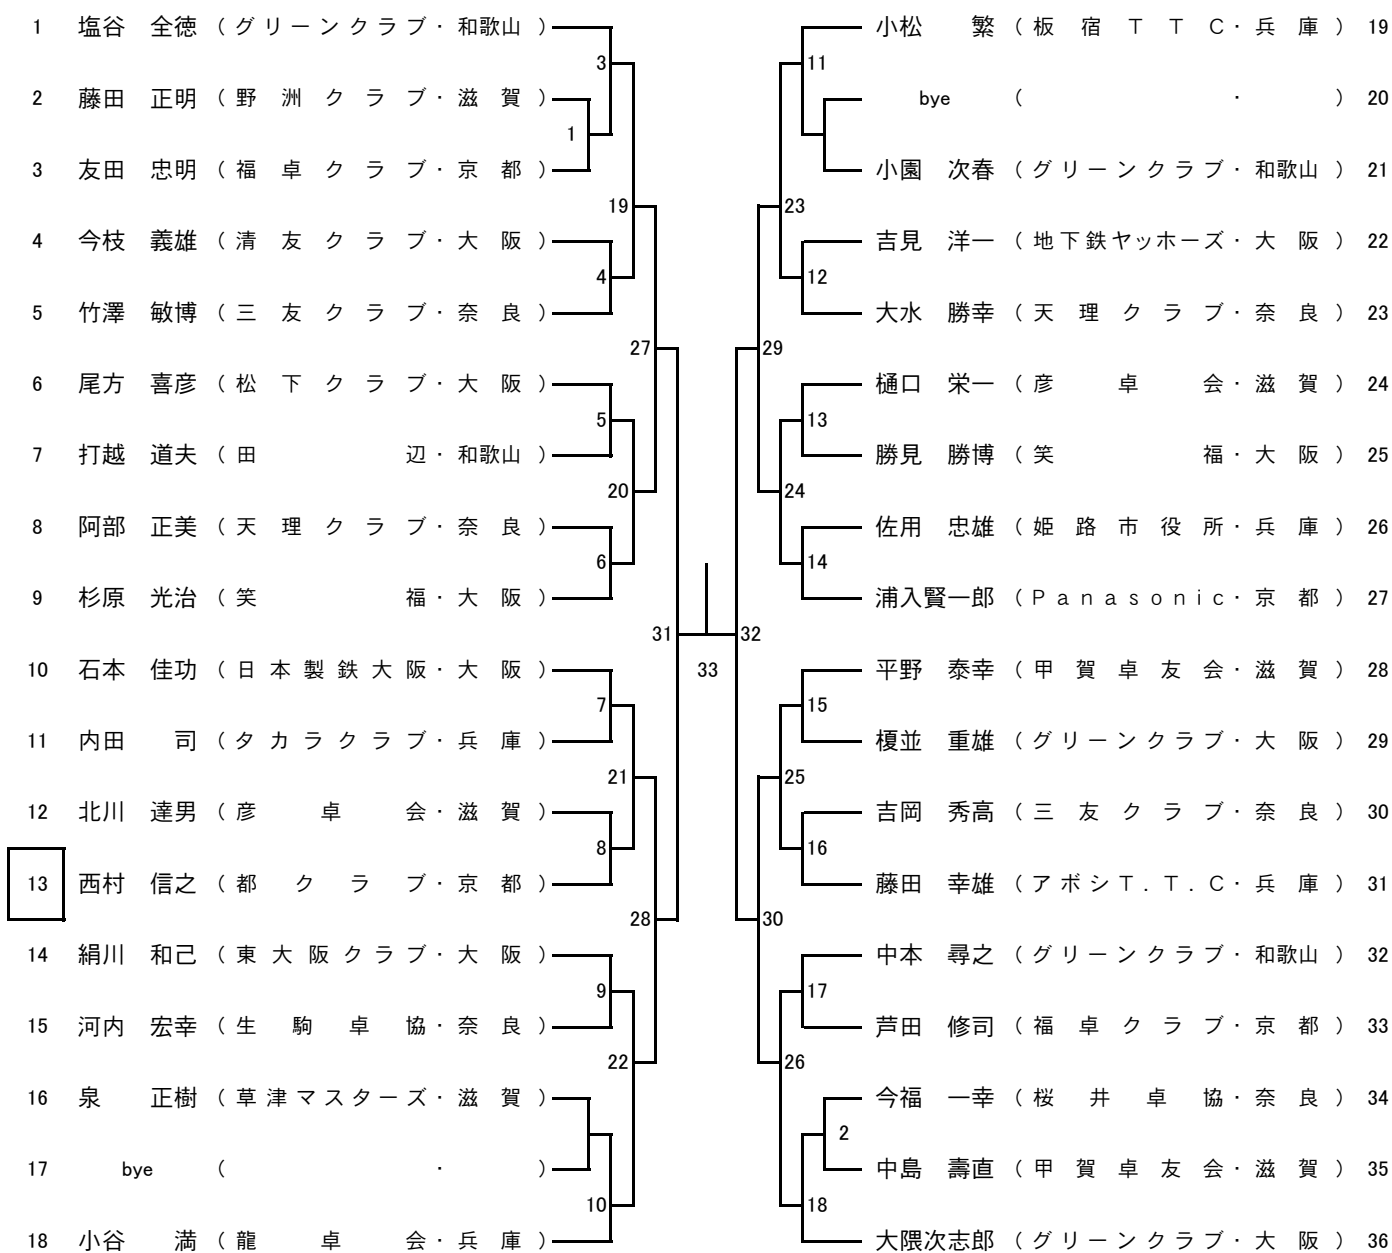 1 塩谷 全徳 (グリーンクラブ・和歌山)
3
2 藤田 正明 (野洲クラブ・滋賀)
1
3 友田 忠明 (福卓クラブ・京都)
19
4 今枝 義雄 (清友クラブ・大阪)
4
5 竹澤 敏博 (三友クラブ・奈良)
27
6 尾方 喜彦 (松下クラブ・大阪)
5
7 打越 道夫 (田辺・和歌山)
20
8 阿部 正美 (天理クラブ・奈良)
6
9 杉原 光治 (笑福・大阪)
31
10 石本 佳功 (日本製鉄大阪・大阪)
7
11 内田 司 (タカラクラブ・兵庫)
21
12 北川 達男 (彦卓会・滋賀)
8
13 西村 信之 (都クラブ・京都)
28
14 絹川 和己 (東大阪クラブ・大阪)
9
15 河内 宏幸 (生駒卓協・奈良)
22
16 泉 正樹 (草津マスターズ・滋賀)
17 bye ( ・ )
10
18 小谷 満 (龍卓会・兵庫)
33
小松 繁 (板宿TTC・兵庫) 19
11
bye ( ・ ) 20
小園 次春 (グリーンクラブ・和歌山) 21
23
吉見 洋一 (地下鉄ヤッホーズ・大阪) 22
12
大水 勝幸 (天理クラブ・奈良) 23
29
樋口 栄一 (彦卓会・滋賀) 24
13
勝見 勝博 (笑福・大阪) 25
24
佐用 忠雄 (姫路市役所・兵庫) 26
14
浦入賢一郎 (Panasonic・京都) 27
32
平野 泰幸 (甲賀卓友会・滋賀) 28
15
榎並 重雄 (グリーンクラブ・大阪) 29
25
吉岡 秀高 (三友クラブ・奈良) 30
16
藤田 幸雄 (アボシT.T.C・兵庫) 31
30
中本 尋之 (グリーンクラブ・和歌山) 32
17
芦田 修司 (福卓クラブ・京都) 33
26
今福 一幸 (桜井卓協・奈良) 34
2
中島 壽直 (甲賀卓友会・滋賀) 35
18
大隈次志郎 (グリーンクラブ・大阪) 36